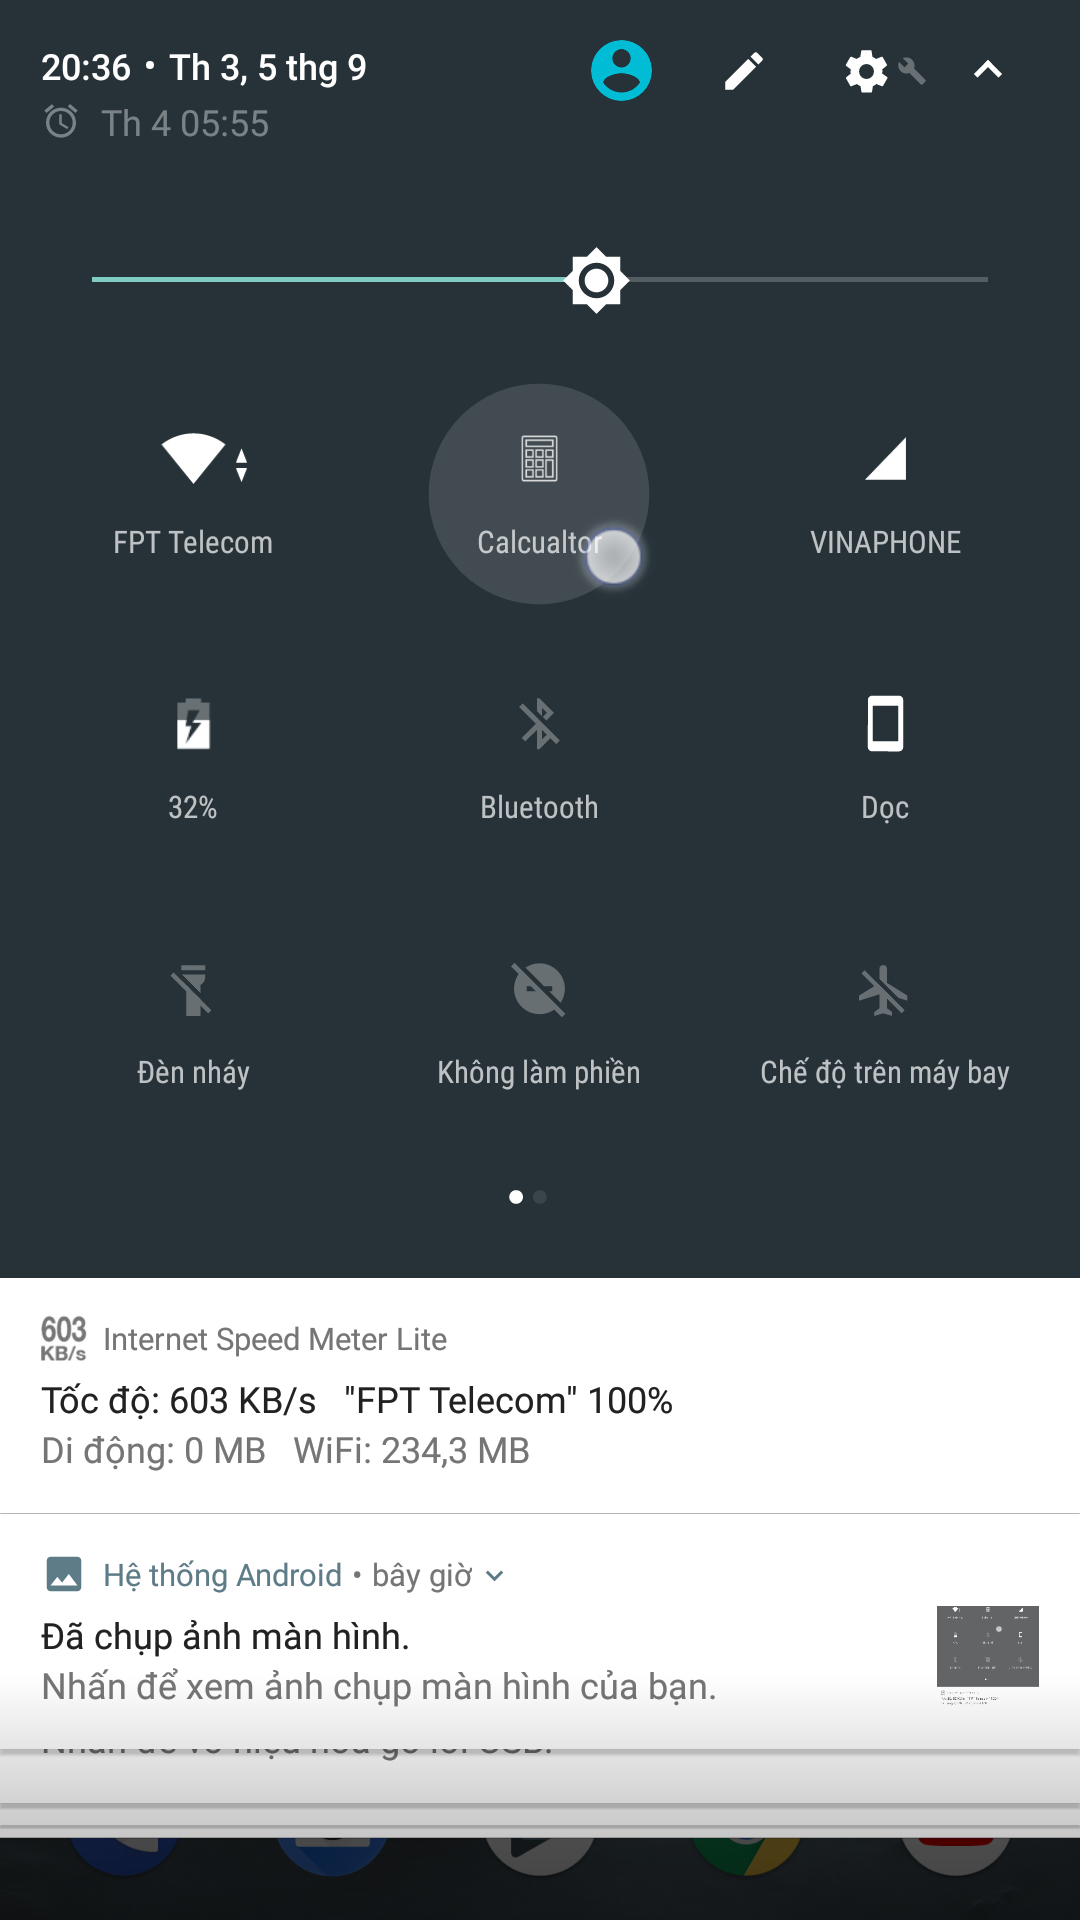 20:36 • Th 3, 5 thg 9
Th 4 05:55
FPT Telecom
Calcualtor
VINAPHONE
32%
Bluetooth
Dọc
Đèn nháy
Không làm phiền
Chế độ trên máy bay
603 KB/s
Internet Speed Meter Lite
Tốc độ: 603 KB/s "FPT Telecom" 100%
Di động: 0 MB WiFi: 234,3 MB
Hệ thống Android • bây giờ
Đã chụp ảnh màn hình.
Nhấn để xem ảnh chụp màn hình của bạn.